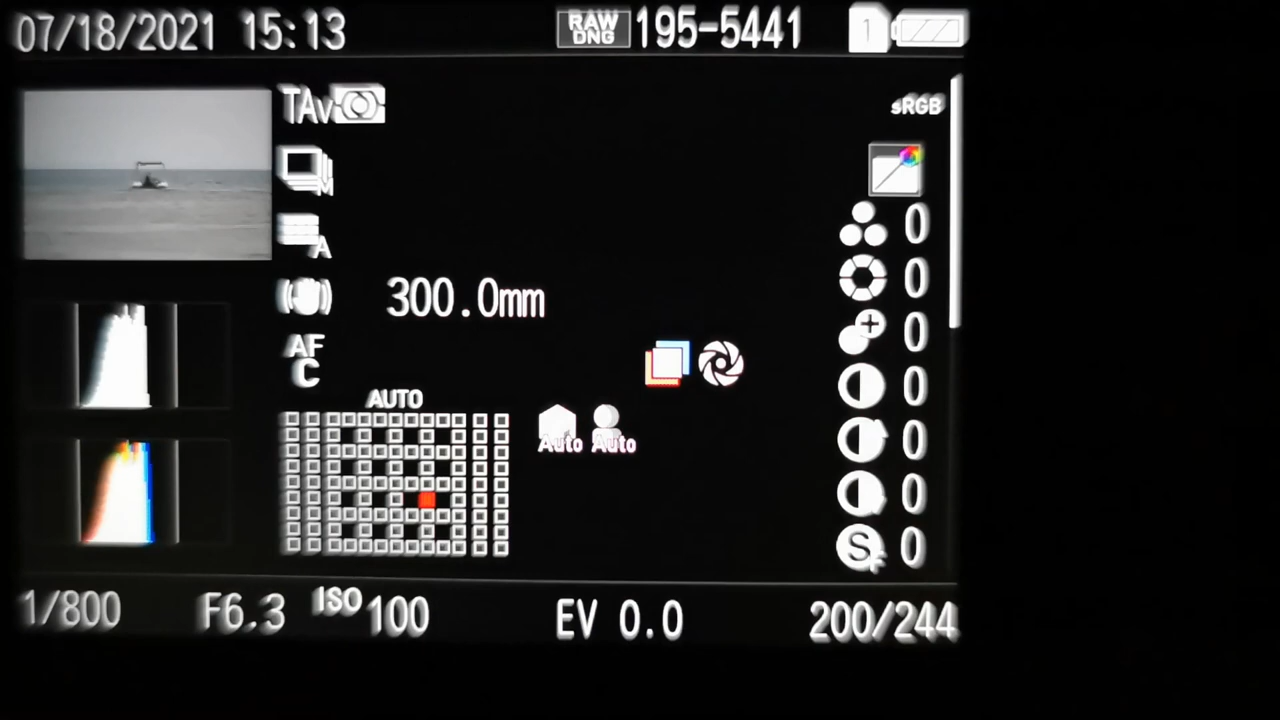 07/18/2021 15:13 RAW DNG 195-5441 1
TAv sRGB
M
0
A
0
300.0mm
0
AF
C
0
AUTO
Auto Auto
0
0
S F 0
1/800 F6.3 ISO 100 EV 0.0 200/244